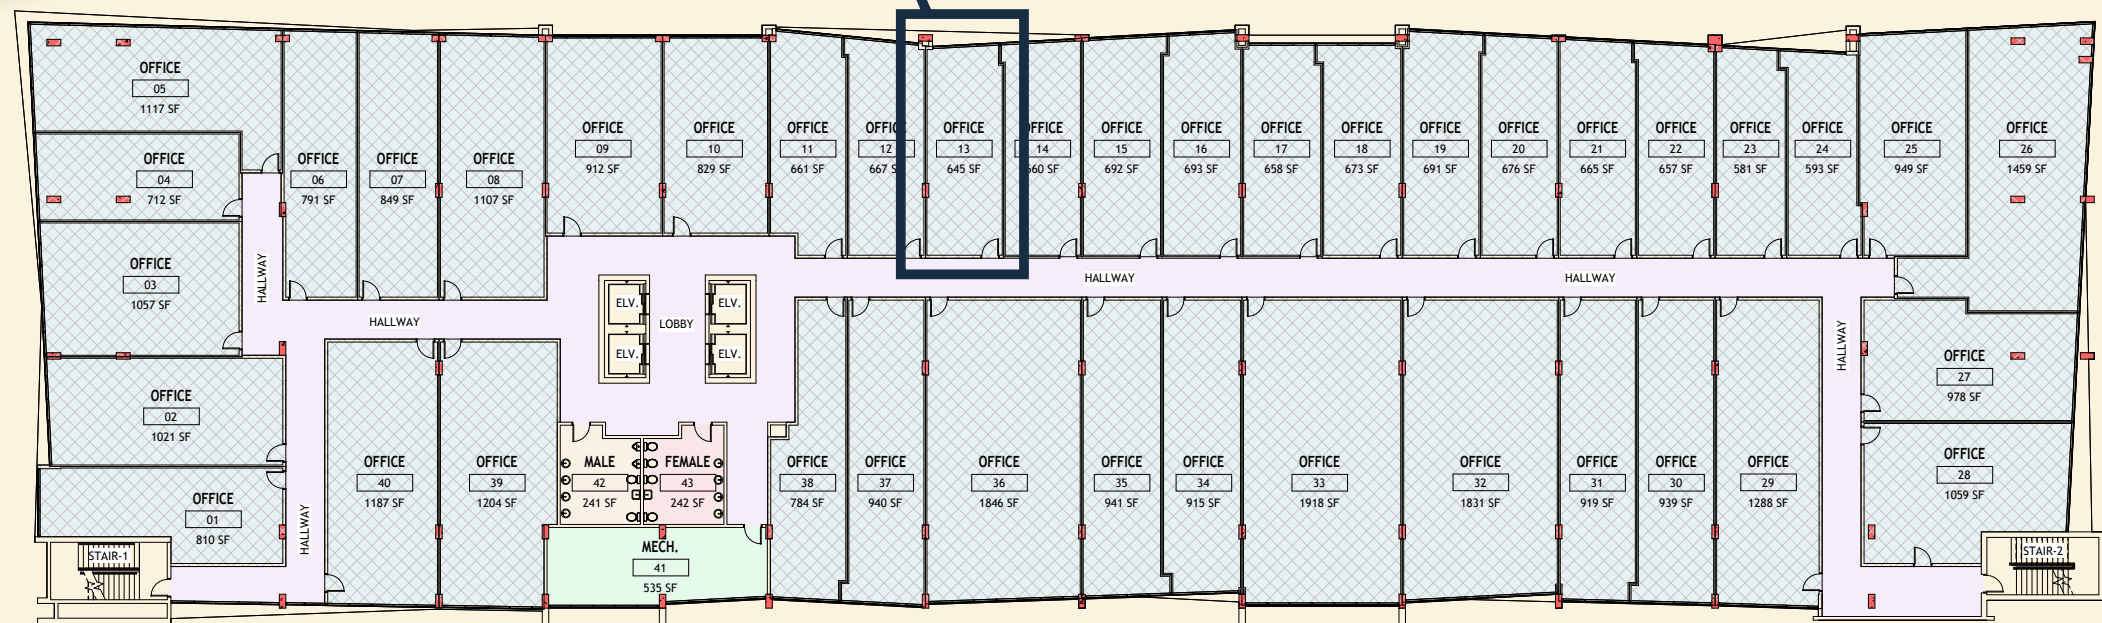 OFFICE
05
1117 SF
OFFICE
04
712 SF
OFFICE
03
1057 SF
OFFICE
02
1021 SF
OFFICE
01
810 SF
STAIR-1
HALLWAY
HALLWAY
HALLWAY
OFFICE
06
791 SF
OFFICE
07
849 SF
OFFICE
08
1107 SF
OFFICE
09
912 SF
OFFICE
10
829 SF
OFFICE
11
661 SF
OFFIC
12
667 S
OFFICE
13
645 SF
FFICE
14
60 SF
OFFICE
15
692 SF
OFFICE
16
693 SF
OFFICE
17
658 SF
OFFICE
18
673 SF
OFFICE
19
691 SF
OFFICE
20
676 SF
OFFICE
21
665 SF
OFFICE
22
657 SF
OFFICE
23
581 SF
OFFICE
24
593 SF
OFFICE
25
949 SF
OFFICE
26
1459 SF
ELV.
ELV.
LOBBY
ELV.
ELV.
HALLWAY
HALLWAY
HALLWAY
OFFICE
27
978 SF
OFFICE
28
1059 SF
STAIR-2
OFFICE
40
1187 SF
OFFICE
39
1204 SF
MALE
42
241 SF
FEMALE
43
242 SF
MECH.
41
535 SF
OFFICE
38
784 SF
OFFICE
37
940 SF
OFFICE
36
1846 SF
OFFICE
35
941 SF
OFFICE
34
915 SF
OFFICE
33
1918 SF
OFFICE
32
1831 SF
OFFICE
31
919 SF
OFFICE
30
939 SF
OFFICE
29
1288 SF